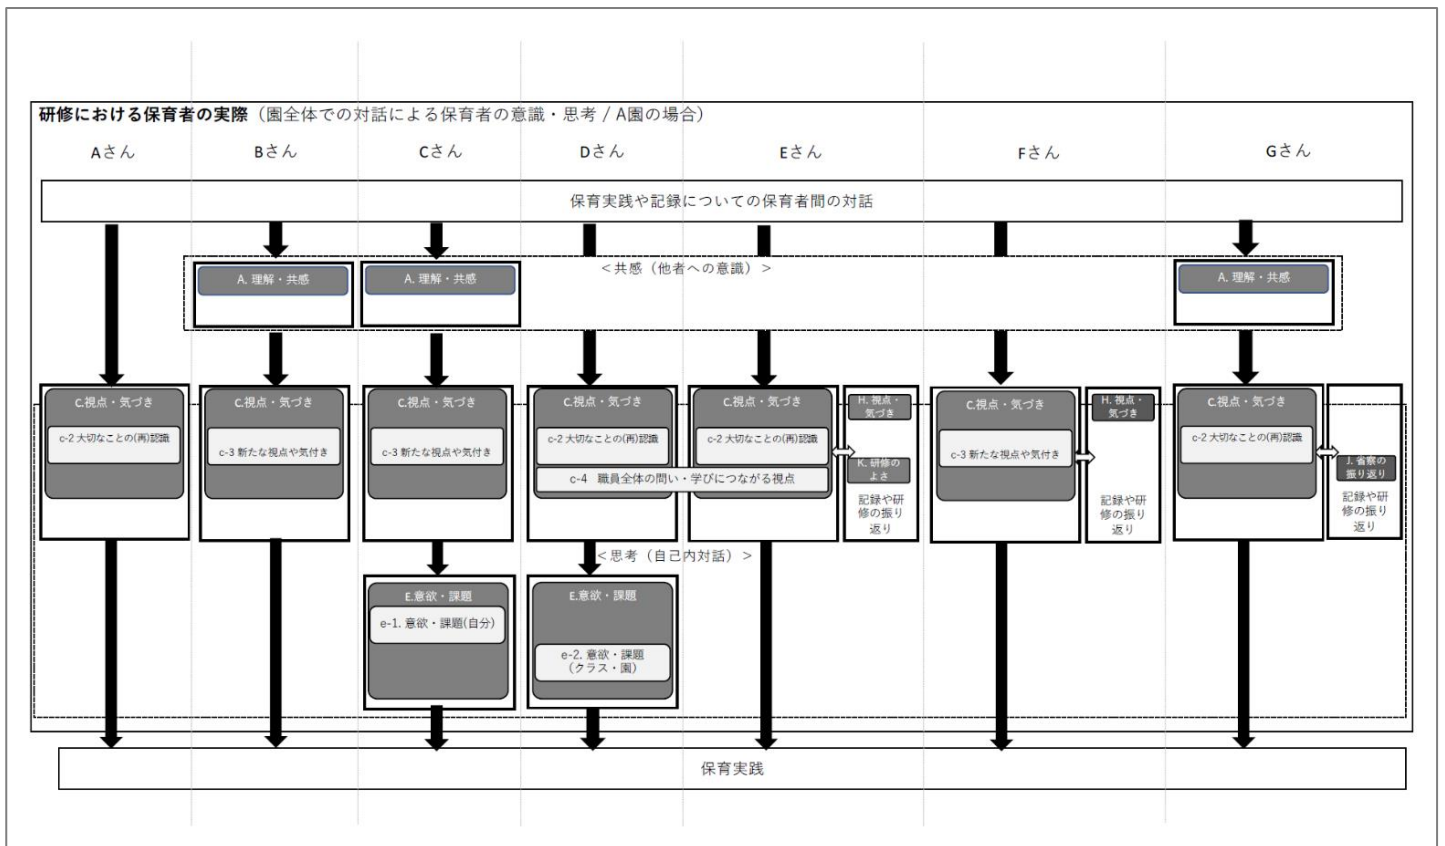 研修における保育者の実際（園全体での対話による保育者の意識・思考 / A園の場合）
Aさん
Bさん
Cさん
Dさん
Eさん
Fさん
Gさん
保育実践や記録についての保育者間の対話
＜共感（他者への意識）＞
A. 理解・共感
A. 理解・共感
A. 理解・共感
C.視点・気づき
c-2 大切なことの(再)認識
C.視点・気づき
c-3 新たな視点や気付き
C.視点・気づき
c-3 新たな視点や気付き
C.視点・気づき
c-2 大切なことの(再)認識
C.視点・気づき
c-2 大切なことの(再)認識
c-4 職員全体の問い・学びにつながる視点
H. 視点・
気づき
K. 研修の
よさ
記録や研
修の振り
返り
C.視点・気づき
c-3 新たな視点や気付き
H. 視点・
気づき
記録や研
修の振り
返り
C.視点・気づき
c-2 大切なことの(再)認識
J. 省察の
振り返り
記録や研
修の振り
返り
＜思考（自己内対話）＞
E.意欲・課題
e-1. 意欲・課題(自分)
E.意欲・課題
e-2. 意欲・課題
（クラス・園）
保育実践